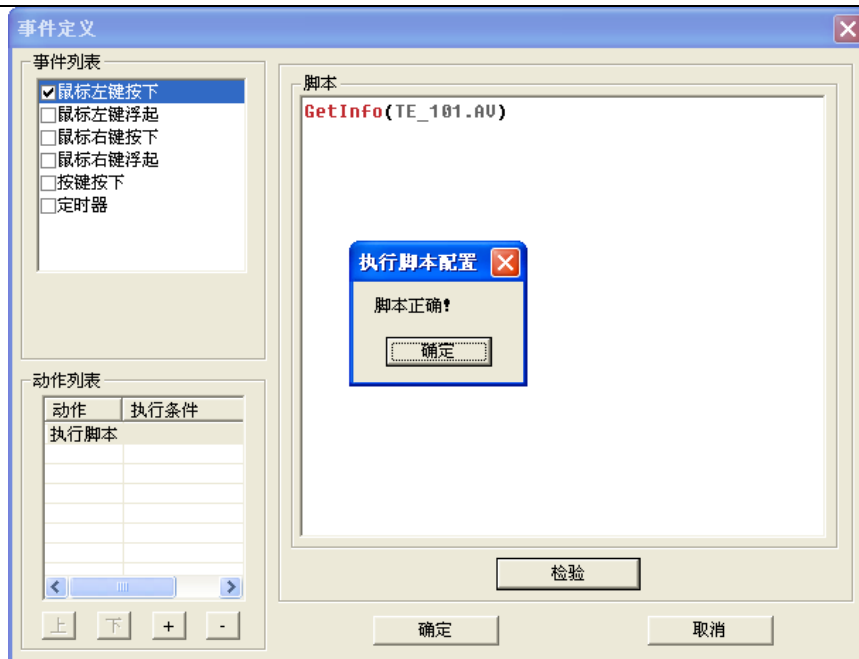 事件定义
事件列表
鼠标左键按下
鼠标左键浮起
鼠标右键按下
鼠标右键浮起
按键按下
定时器
脚本
GetInfo(TE_101.AV)
执行脚本配置
脚本正确!
确定
动作列表
动作 执行条件
执行脚本
上 下 + -
检验
确定 取消